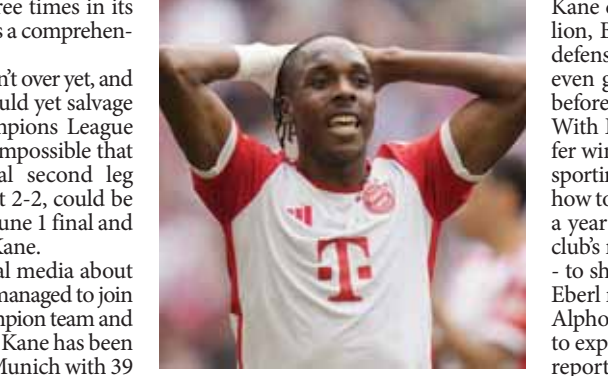 ree times in its
s a comprehen-
n't over yet, and
uld yet salvage
mpions League
mpossible that
al second leg
t 2-2, could be
une 1 final and
Kane.
al media about
managed to join
mpion team and
Kane has been
Munich with 39
T
Kane
lion, E
defens
even g
before
With
fer win
sportin
how to
a year
club's
- to sh
Eberl
Alpho
to exp
report